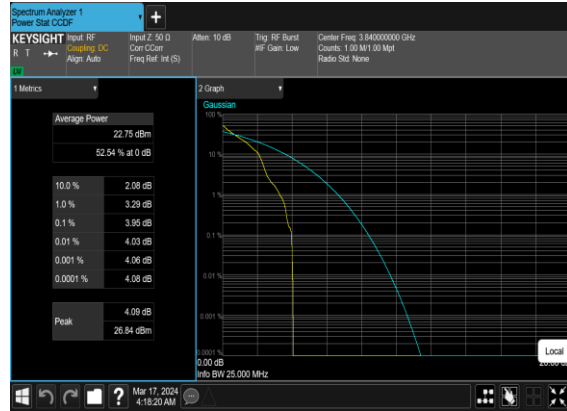 Spectrum Analyzer 1
Power Stat CCDF
KEYSIGHT
R T
LXI
Input: RF
Coupling: DC
Align: Auto
Input Z: 50 Ω
Corr CCorr
Freq Ref: Int (S)
Atten: 10 dB
Trig: RF Burst
#IF Gain: Low
Center Freq: 3.840000000 GHz
Counts: 1.00 M/1.00 Mpt
Radio Std: None
1 Metrics
Average Power
22.75 dBm
52.54 % at 0 dB
10.0 % 2.08 dB
1.0 % 3.29 dB
0.1 % 3.95 dB
0.01 % 4.03 dB
0.001 % 4.06 dB
0.0001 % 4.08 dB
Peak
4.09 dB
26.84 dBm
2 Graph
Gaussian
100 %
10 %
1 %
0.1 %
0.01 %
0.001 %
0.0001 %
0.00 dB
Info BW 25.000 MHz
Local
?
Mar 17, 2024
4:18:20 AM